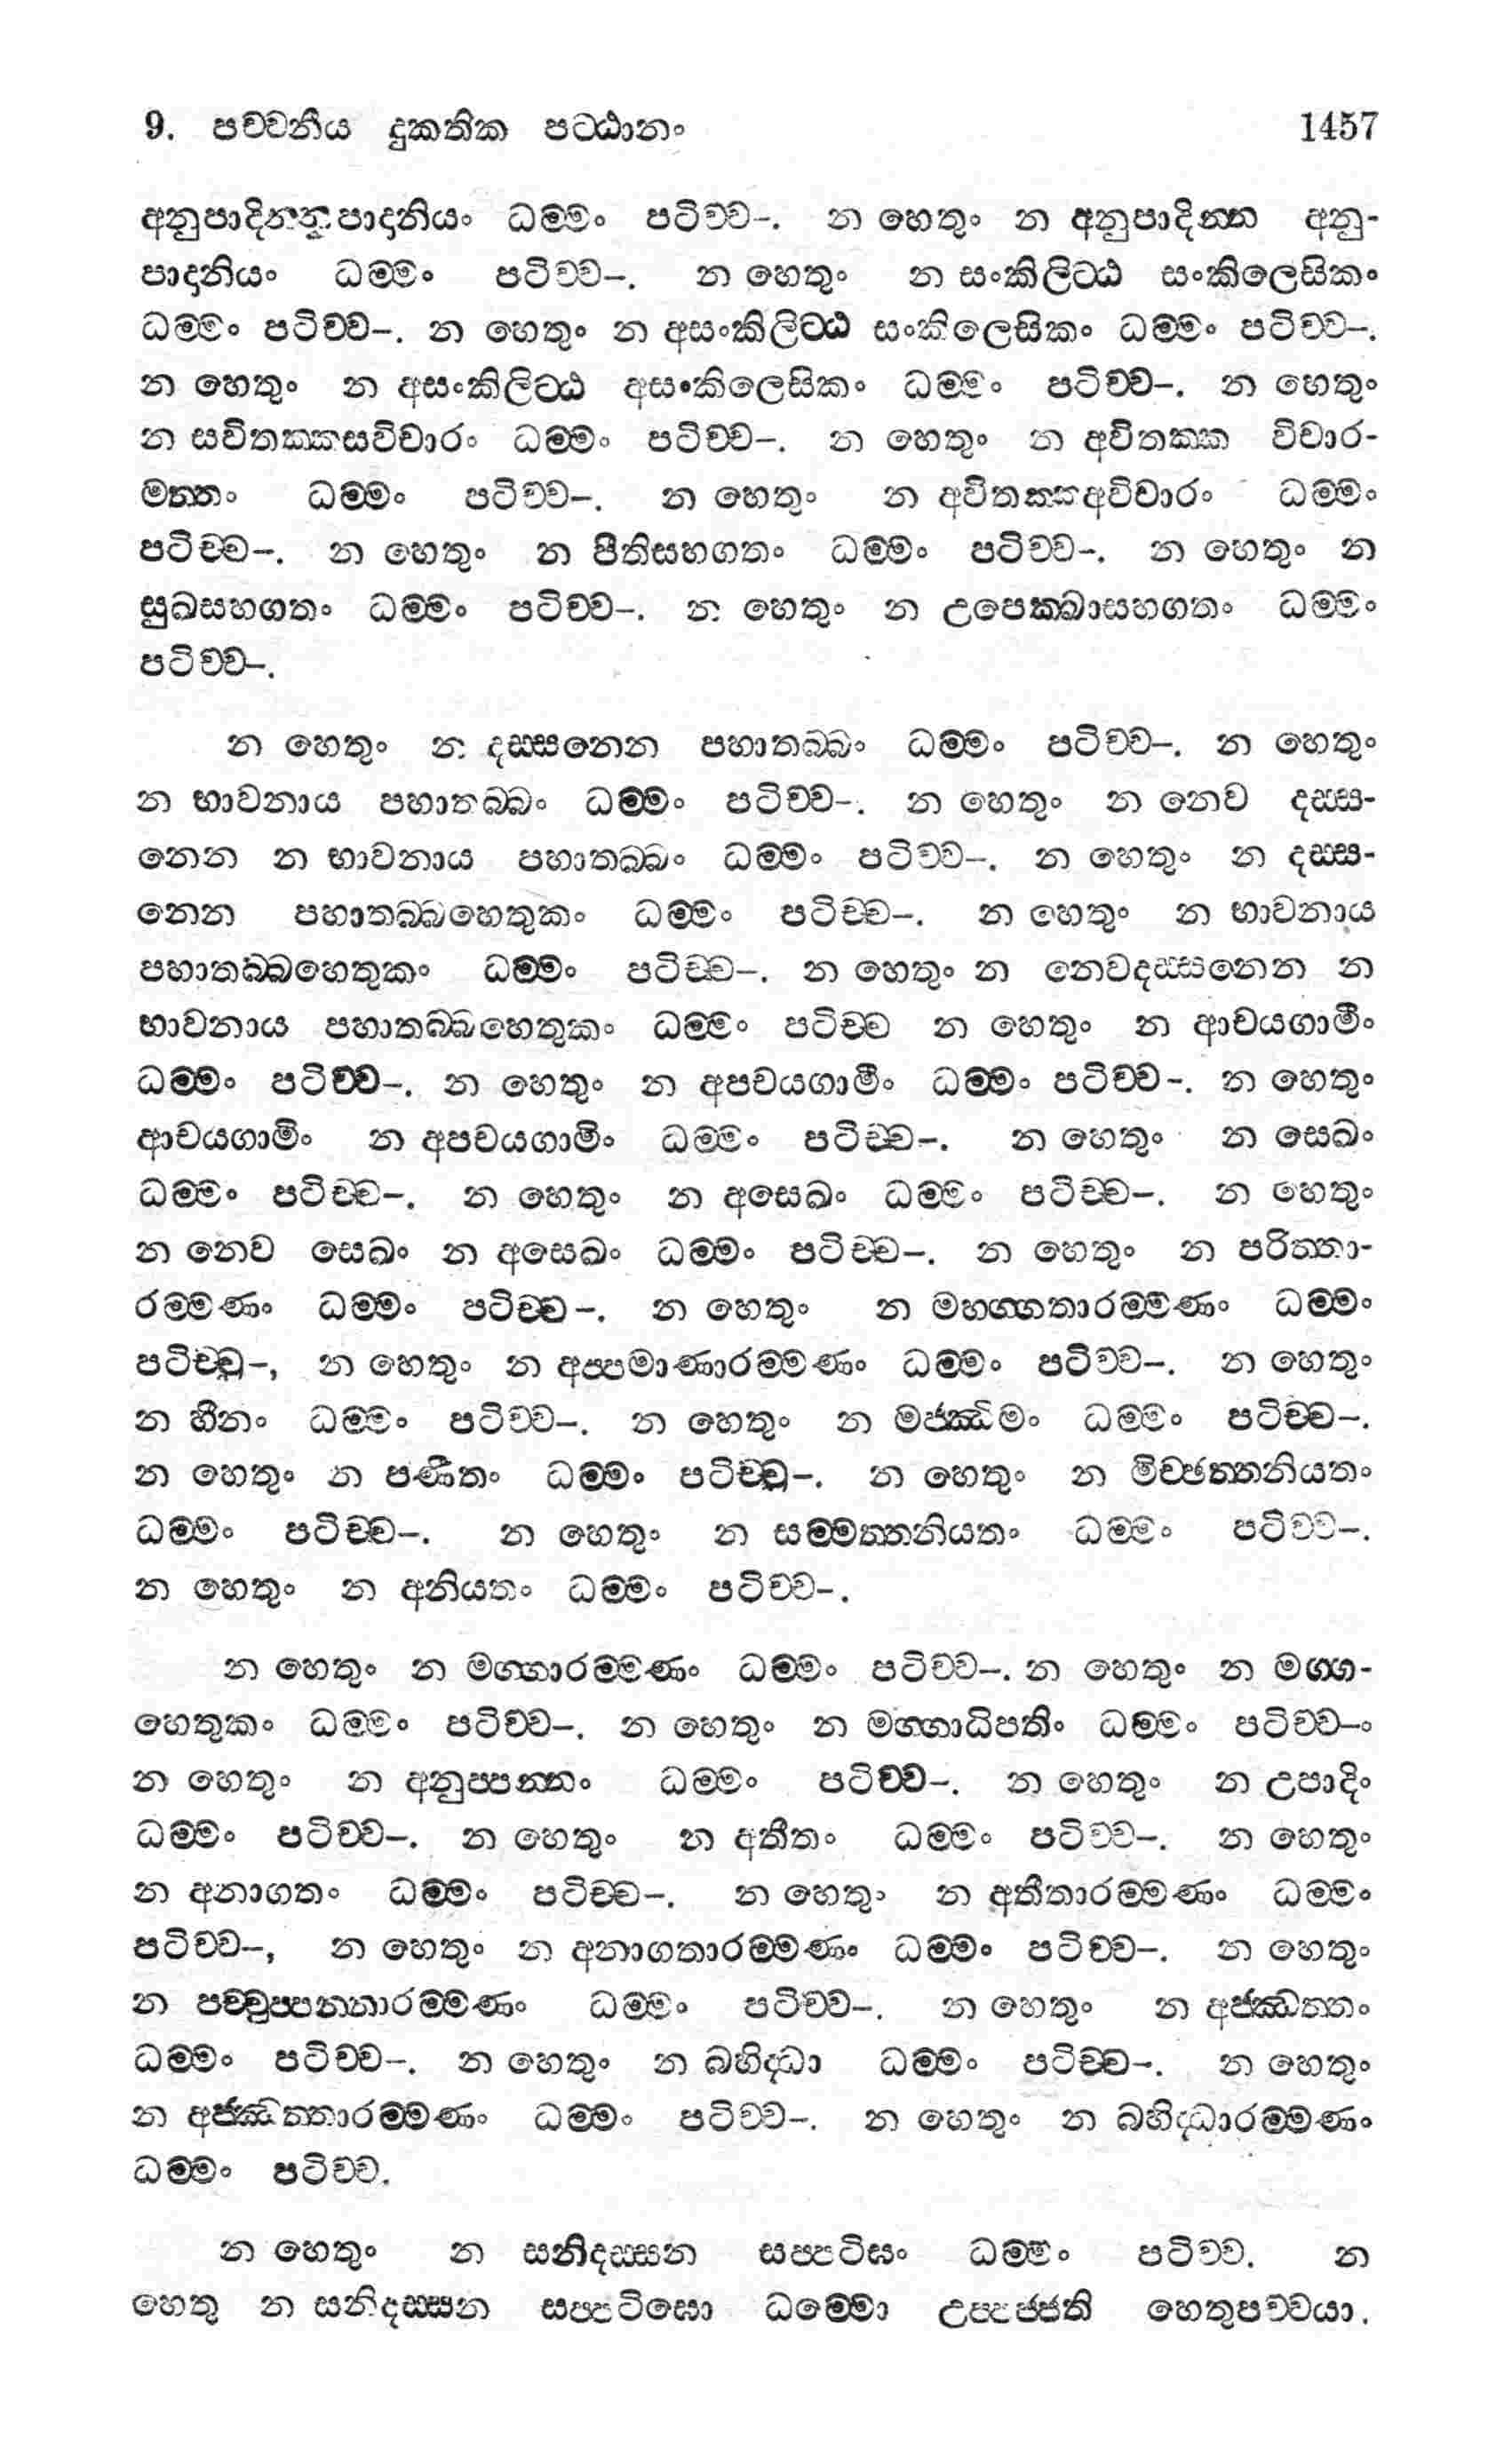 9. පච්චනීය දුකතික පට්ඨානං 1457
අනුපාදින්නුපාදානියං ධම්මං පටිච්ච–. න හෙතුං න අනුපාදින්න අනු-
පාදානියං ධම්මං පටිච්ච–. න හෙතුං න සංකිලිට්ඨ සංකිලෙසිකං
ධම්මං පටිච්ච–. න හෙතුං න අසංකිලිට්ඨ සංකිලෙසිකං ධම්මං පටිච්ච–.
න හෙතුං න අසංකිලිට්ඨ අසංකිලෙසිකං ධම්මං පටිච්ච–. න හෙතුං
න සවිතක්කසවිචාරං ධම්මං පටිච්ච–. න හෙතුං න අවිතක්ක විචාර-
මත්තං ධම්මං පටිච්ච–. න හෙතුං න අවිතක්කඅවිචාරං ධම්මං
පටිච්ච–. න හෙතුං න පීතිසහගතං ධම්මං පටිච්ච–. න හෙතුං න
සුඛසහගතං ධම්මං පටිච්ච–. න හෙතුං න උපෙක්ඛාසහගතං ධම්මං
පටිච්ච–.
න හෙතුං න දස්සනෙන පහාතබ්බං ධම්මං පටිච්ච–. න හෙතුං
න භාවනාය පහාතබ්බං ධම්මං පටිච්ච–. න හෙතුං න නෙව දස්ස-
නෙන න භාවනාය පහාතබ්බං ධම්මං පටිච්ච–. න හෙතුං න දස්ස-
නෙන පහාතබ්බහෙතුකං ධම්මං පටිච්ච–. න හෙතුං න භාවනාය
පහාතබ්බහෙතුකං ධම්මං පටිච්ච–. න හෙතුං න නෙවදස්සනෙන න
භාවනාය පහාතබ්බහෙතුකං ධම්මං පටිච්ච න හෙතුං න ආචයගාමීං
ධම්මං පටිච්ච–. න හෙතුං න අපචයගාමීං ධම්මං පටිච්ච–. න හෙතුං
ආචයගාමිං න අපචයගාමිං ධම්මං පටිච්ච–. න හෙතුං න සෙඛං
ධම්මං පටිච්ච–. න හෙතුං න අසෙඛං ධම්මං පටිච්ච–. න හෙතුං
න නෙව සෙඛං න අසෙඛං ධම්මං පටිච්ච–. න හෙතුං න පරිත්තා-
රම්මණං ධම්මං පටිච්ච–. න හෙතුං න මහග්ගතාරම්මණං ධම්මං
පටිච්චු–, න හෙතුං න අප්පමාණාරම්මණං ධම්මං පටිච්ච–. න හෙතුං
න හීනං ධම්මං පටිච්ච–. න හෙතුං න මජ්ඣිමං ධම්මං පටිච්ච–.
න හෙතුං න පණීතං ධම්මං පටිච්චු–. න හෙතුං න මිච්ඡත්තනියතං
ධම්මං පටිච්ච–. න හෙතුං න සම්මත්තනියතං ධම්මං පටිච්ච–.
න හෙතුං න අනියතං ධම්මං පටිච්ච–.
න හෙතුං න මග්ගාරම්මණං ධම්මං පටිච්ච–. න හෙතුං න මග්ග-
හෙතුකං ධම්මං පටිච්ච–. න හෙතුං න මග්ගාධිපතිං ධම්මං පටිච්ච–ං
න හෙතුං න අනුප්පන්නං ධම්මං පටිච්ච–. න හෙතුං න උපාදිං
ධම්මං පටිච්ච–. න හෙතුං න අතීතං ධම්මං පටිච්ච–. න හෙතුං
න අනාගතං ධම්මං පටිච්ච–. න හෙතුං න අතීතාරම්මණං ධම්මං
පටිච්ච–, න හෙතුං න අනාගතාරම්මණං ධම්මං පටිච්ච–. න හෙතුං
න පච්චුප්පන්නාරම්මණං ධම්මං පටිච්ච–. න හෙතුං න අජ්ඣත්තං
ධම්මං පටිච්ච–. න හෙතුං න බහිද්ධා ධම්මං පටිච්ච–. න හෙතුං
න අජ්ඣිත්තාරම්මණං ධම්මං පටිච්ච–. න හෙතුං න බහිද්ධාරම්මණං
ධම්මං පටිච්ච.
න හෙතුං න සනිදස්සන සප්පටිඝං ධම්මං පටිච්ච. න
හෙතු න සනිදස්සන සප්පටිඝො ධම්මො උප්පජ්ජති හෙතුපච්චයා.